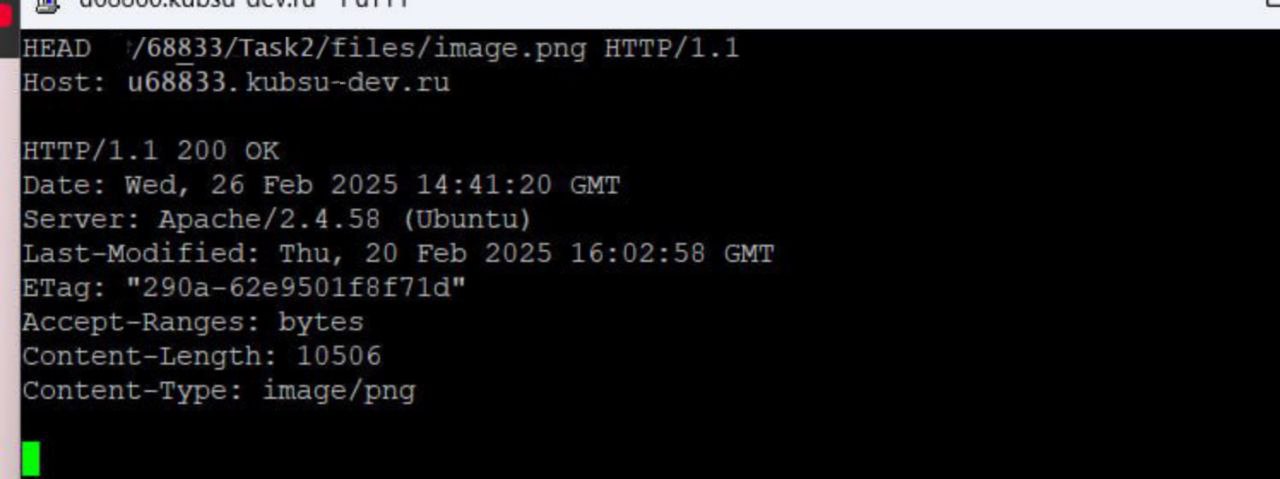 HEAD /68833/Task2/files/image.png HTTP/1.1
Host: u68833.kubsu-dev.ru
HTTP/1.1 200 OK
Date: Wed, 26 Feb 2025 14:41:20 GMT
Server: Apache/2.4.58 (Ubuntu)
Last-Modified: Thu, 20 Feb 2025 16:02:58 GMT
ETag: "290a-62e9501f8f71d"
Accept-Ranges: bytes
Content-Length: 10506
Content-Type: image/png